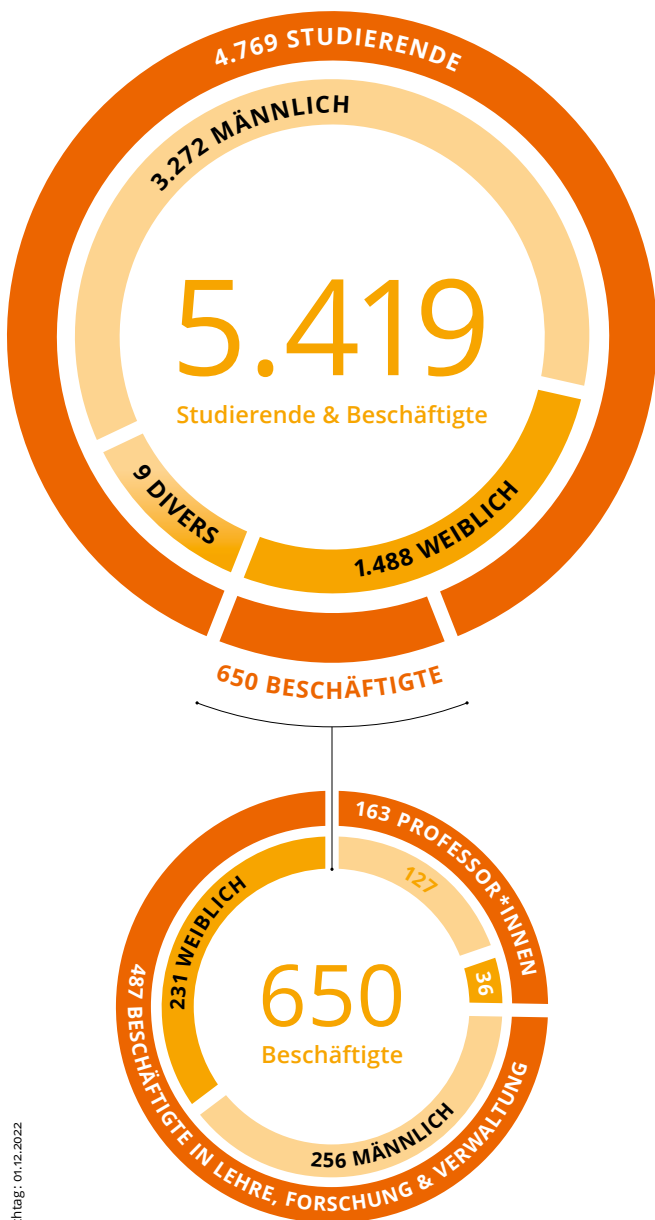 4.769 STUDIERENDE
3.272 MÄNNLICH
5.419
Studierende & Beschäftigte
9 DIVERS
1.488 WEIBLICH
650 BESCHÄFTIGTE
163 PROFESSOR*INNEN
127
36
231 WEIBLICH
650
Beschäftigte
256 MÄNNLICH
487 BESCHÄFTIGTE IN LEHRE, FORSCHUNG & VERWALTUNG
01.12.2022